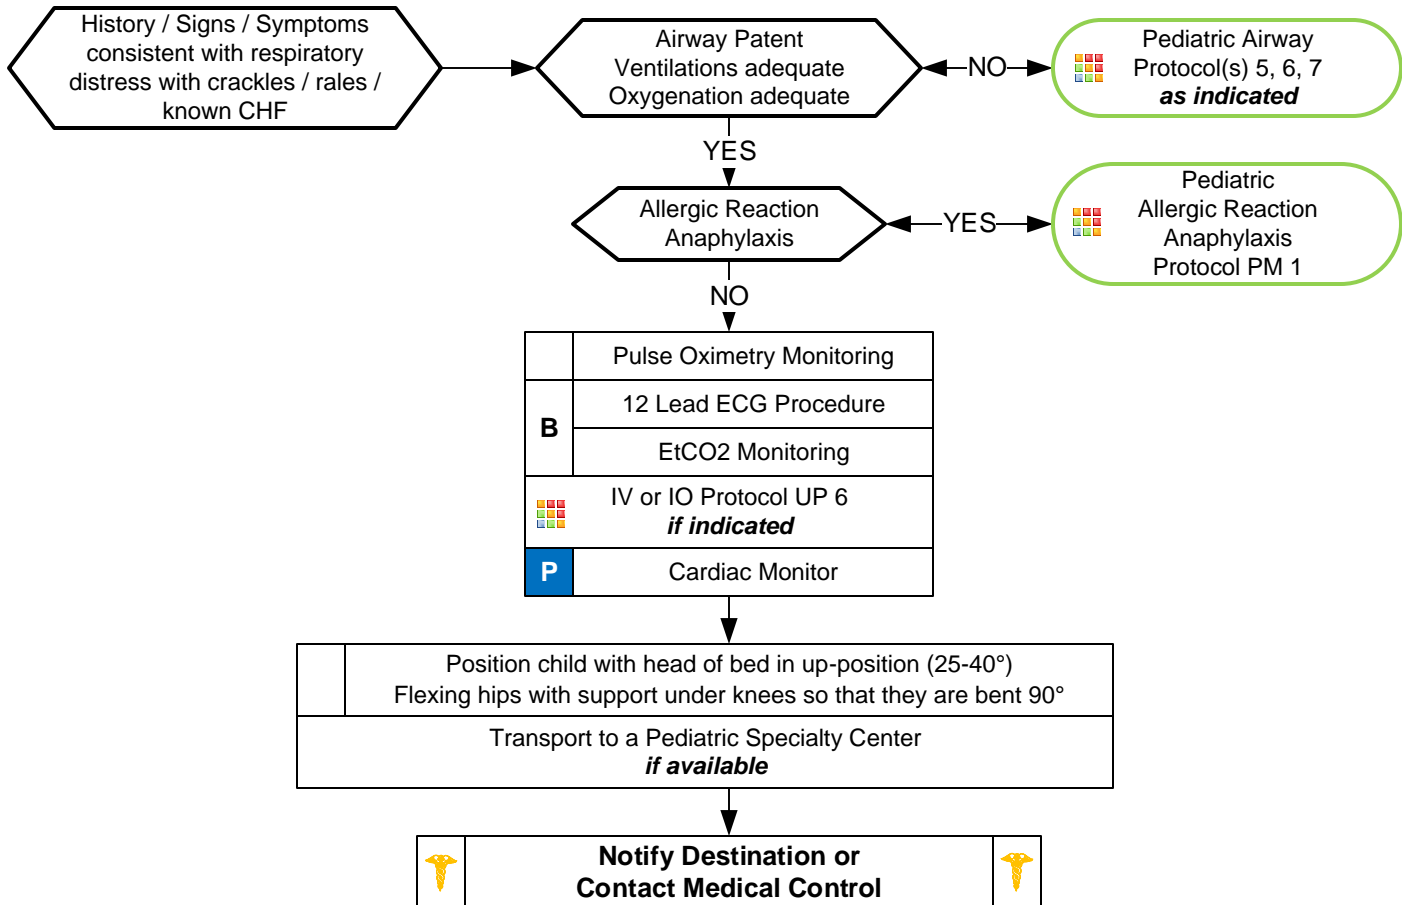 History / Signs / Symptoms
consistent with respiratory
distress with crackles / rales /
known CHF
Airway Patent
Ventilations adequate
Oxygenation adequate
NO
Pediatric Airway
Protocol(s) 5, 6, 7
as indicated
YES
Allergic Reaction
Anaphylaxis
YES
Pediatric
Allergic Reaction
Anaphylaxis
Protocol PM 1
NO
Pulse Oximetry Monitoring
B
12 Lead ECG Procedure
EtCO2 Monitoring
IV or IO Protocol UP 6
if indicated
P
Cardiac Monitor
Position child with head of bed in up-position (25-40°)
Flexing hips with support under knees so that they are bent 90°
Transport to a Pediatric Specialty Center
if available
Notify Destination or
Contact Medical Control